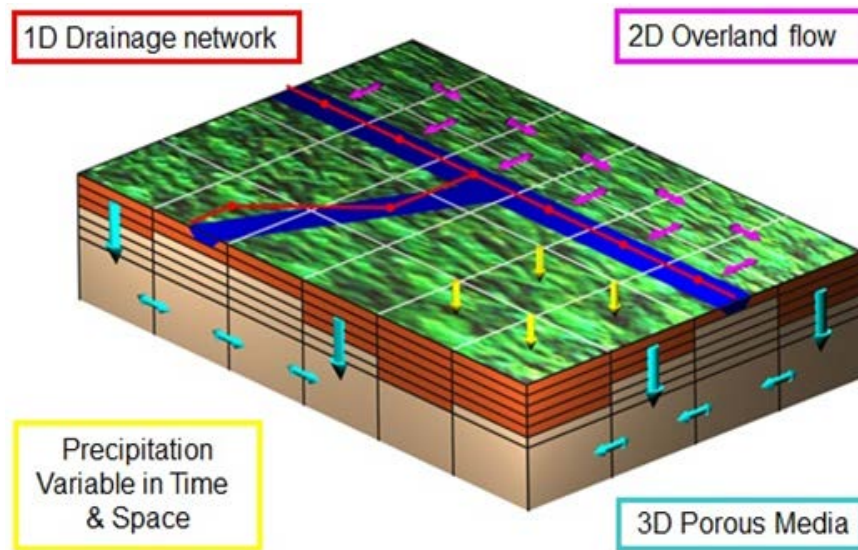 1D Drainage network
2D Overland flow
Precipitation
Variable in Time
& Space
3D Porous Media